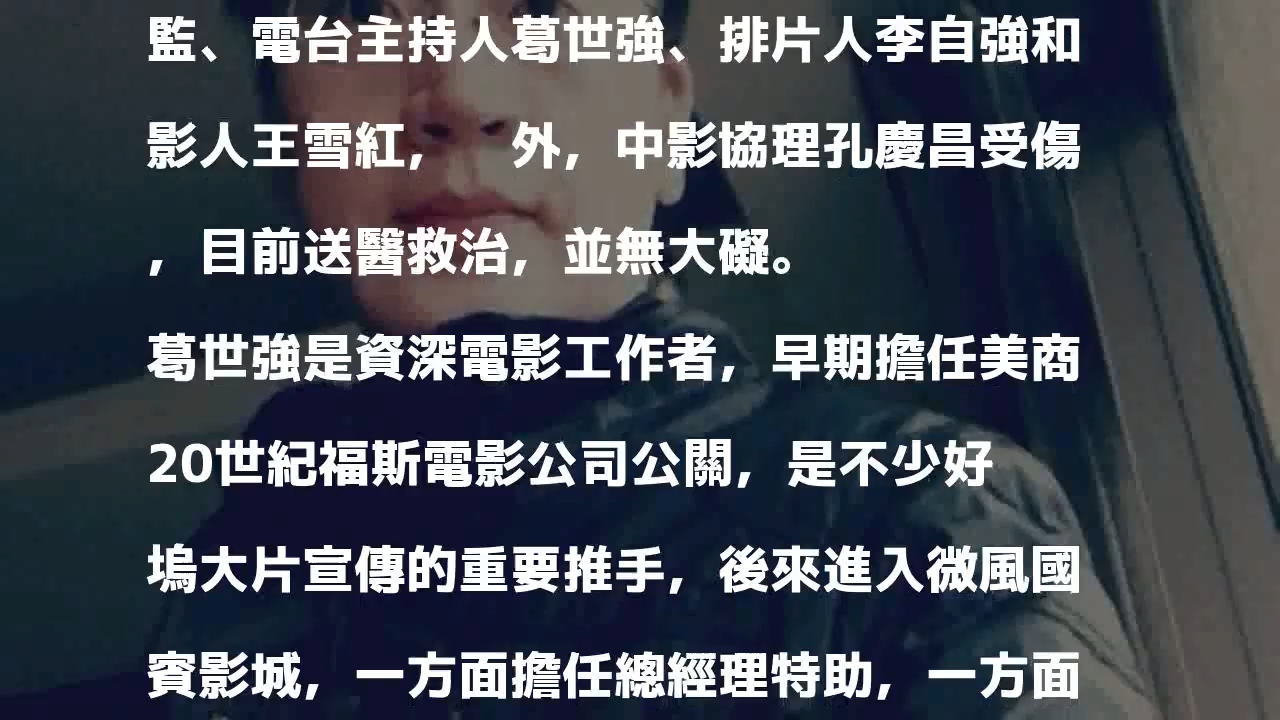 監、電台主持人葛世強、排片人李自強和
影人王雪紅， 外，中影協理孔慶昌受傷
，目前送醫救治，並無大礙。
葛世強是資深電影工作者，早期擔任美商
20世紀福斯電影公司公關，是不少好
塢大片宣傳的重要推手，後來進入微風國
賓影城，一方面擔任總經理特助，一方面